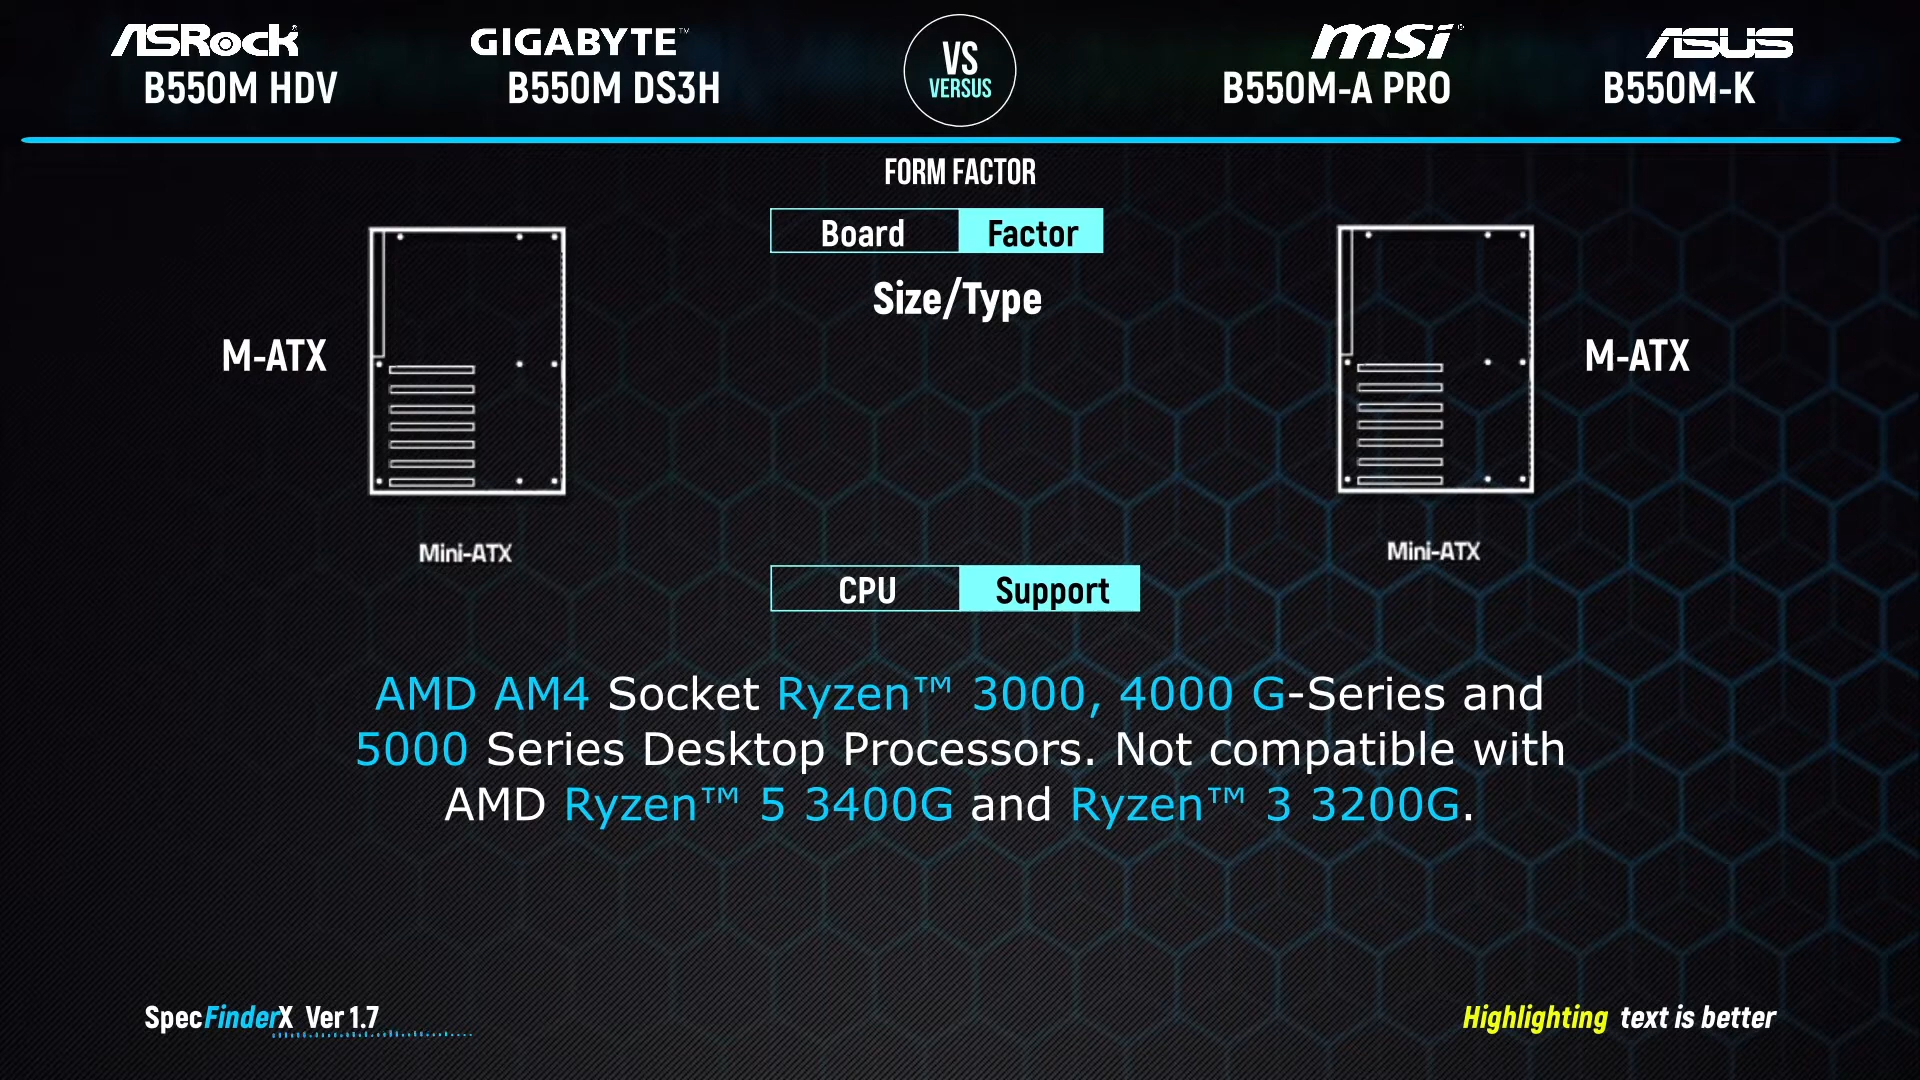 ASRock GIGABYTE™ VS msi ASUS
B550M HDV B550M DS3H VERSUS B550M-A PRO B550M-K
FORM FACTOR
Board Factor
Size/Type
M-ATX M-ATX
Mini-ATX Mini-ATX
CPU Support
AMD AM4 Socket Ryzen™ 3000, 4000 G-Series and
5000 Series Desktop Processors. Not compatible with
AMD Ryzen™ 5 3400G and Ryzen™ 3 3200G.
SpecFinderX Ver 1.7 Highlighting text is better